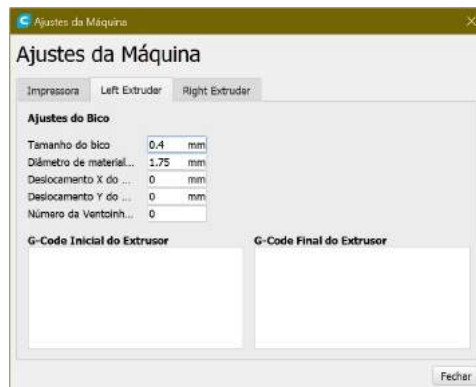 Ajustes da Máquina
Ajustes da Máquina
Impressora Left Extruder Right Extruder
Ajustes do Bico
Tamanho do bico 0.4 mm
Diâmetro de material... 1.75 mm
Deslocamento X do ... 0 mm
Deslocamento Y do ... 0 mm
Número da Ventoinh... 0
G-Code Inicial do Extrusor G-Code Final do Extrusor
Fechar